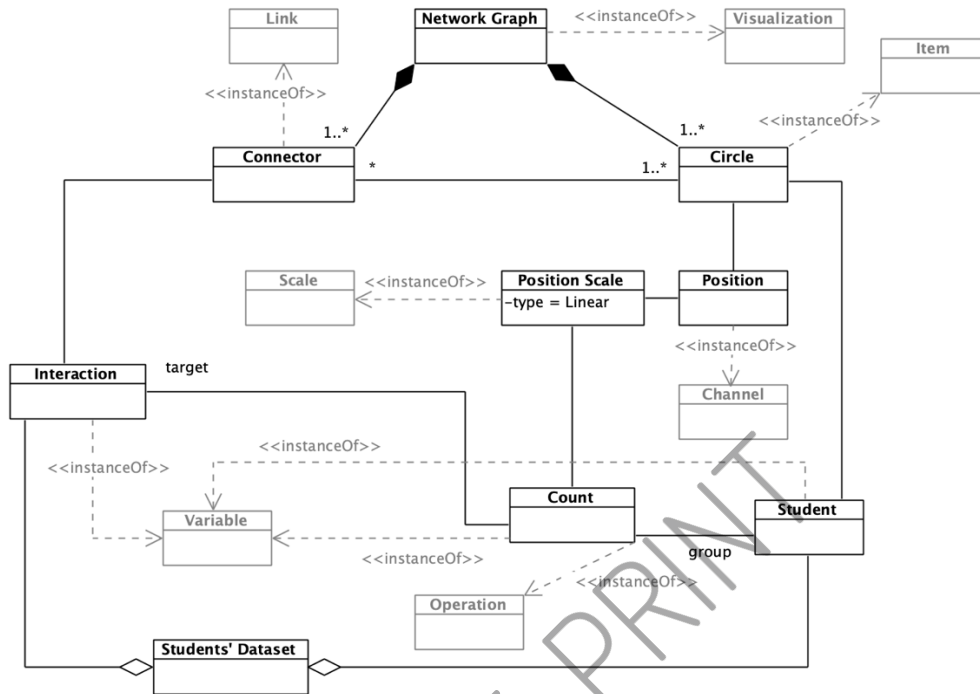 Link
Network Graph
<<instanceOf>>
Visualization
Item
<<instanceOf>>
<<instanceOf>>
1..*
1..*
Connector
*
1..*
Circle
Scale
<<instanceOf>>
Position Scale
-type = Linear
Position
<<instanceOf>>
Interaction
target
Channel
<<instanceOf>>
<<instanceOf>>
Count
Student
Variable
<<instanceOf>>
group
<<instanceOf>>
Operation
Students' Dataset
PRINT